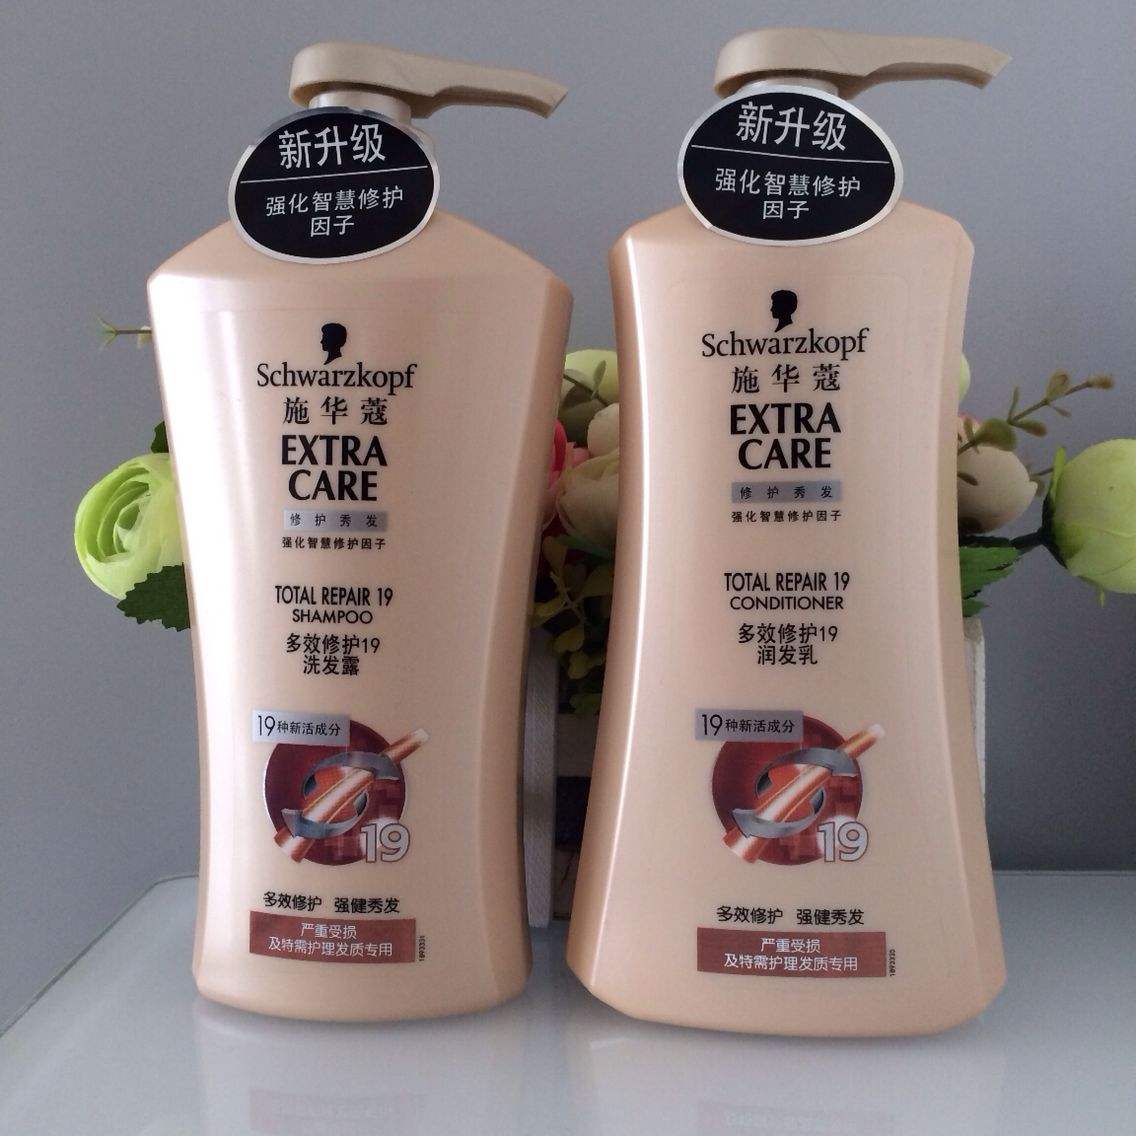 新升级
强化智慧修护
因子
Schwarzkopf
施华蔻
EXTRA
CARE
修护秀发
强化智慧修护因子
TOTAL REPAIR 19
SHAMPOO
多效修护19
洗发露
19种新活成分
19
多效修护 强健秀发
严重受损
及特需护理发质专用
新升级
强化智慧修护
因子
Schwarzkopf
施华蔻
EXTRA
CARE
修护秀发
强化智慧修护因子
TOTAL REPAIR 19
CONDITIONER
多效修护19
润发乳
19种新活成分
19
多效修护 强健秀发
严重受损
及特需护理发质专用